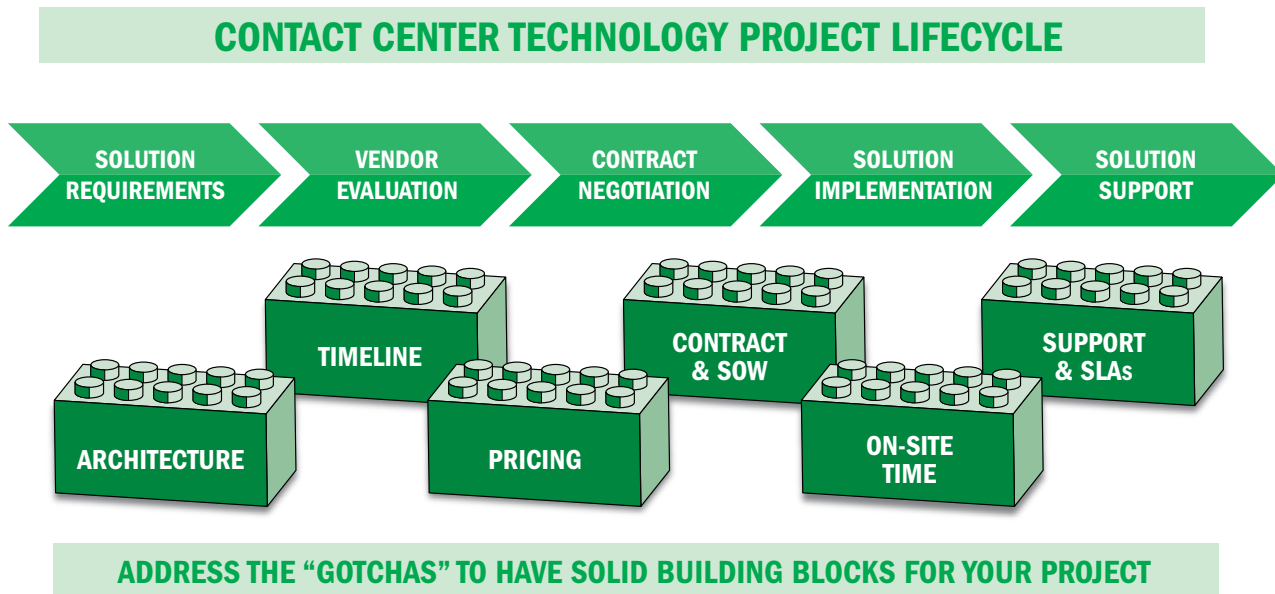 CONTACT CENTER TECHNOLOGY PROJECT LIFECYCLE
SOLUTION
REQUIREMENTS
VENDOR
EVALUATION
CONTRACT
NEGOTIATION
SOLUTION
IMPLEMENTATION
SOLUTION
SUPPORT
ARCHITECTURE
TIMELINE
PRICING
CONTRACT
& SOW
ON-SITE
TIME
SUPPORT
& SLAs
ADDRESS THE “GOTCHAS” TO HAVE SOLID BUILDING BLOCKS FOR YOUR PROJECT